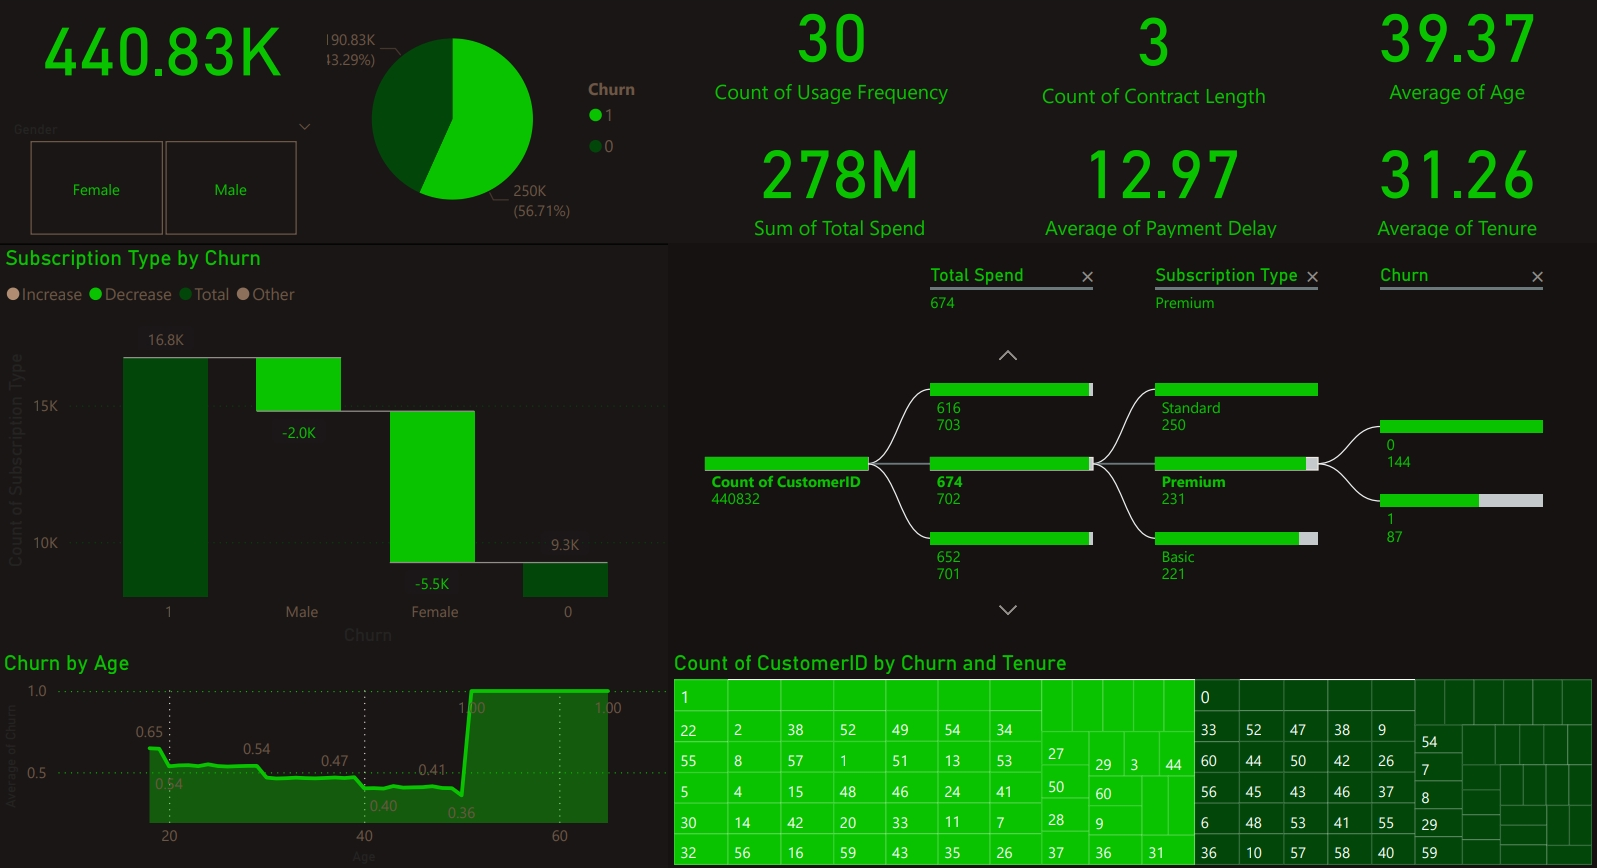 440.83K
Gender
Female
Male
190.83K
(43.29%)
250K
(56.71%)
Churn
1
0
30
Count of Usage Frequency
3
Count of Contract Length
39.37
Average of Age
278M
Sum of Total Spend
12.97
Average of Payment Delay
31.26
Average of Tenure
Subscription Type by Churn
Increase Decrease Total Other
Count of Subscription Type
15K
10K
16.8K
-2.0K
-5.5K
9.3K
1 Male Female 0
Churn
Total Spend
674
Subscription Type
Premium
Churn
Count of CustomerID
440832
616
703
674
702
652
701
Standard
250
Premium
231
Basic
221
0
144
1
87
Churn by Age
Average of Churn
1.0
0.5
0.65
0.54
0.54
0.47
0.40
0.41
0.36
1.00
1.00
20 40 60
Age
Count of CustomerID by Churn and Tenure
1
22 2 38 52 49 54 34
55 8 57 1 51 13 53
5 4 15 48 46 24 41
30 14 42 20 33 11 7
32 56 16 59 43 35 26
27 29 3 44
50 60
28 9
37 36 31
0
33 52 47 38 9
60 44 50 42 26
56 45 43 46 37
6 48 53 41 55
36 10 57 58 40
54
7
8
29
59